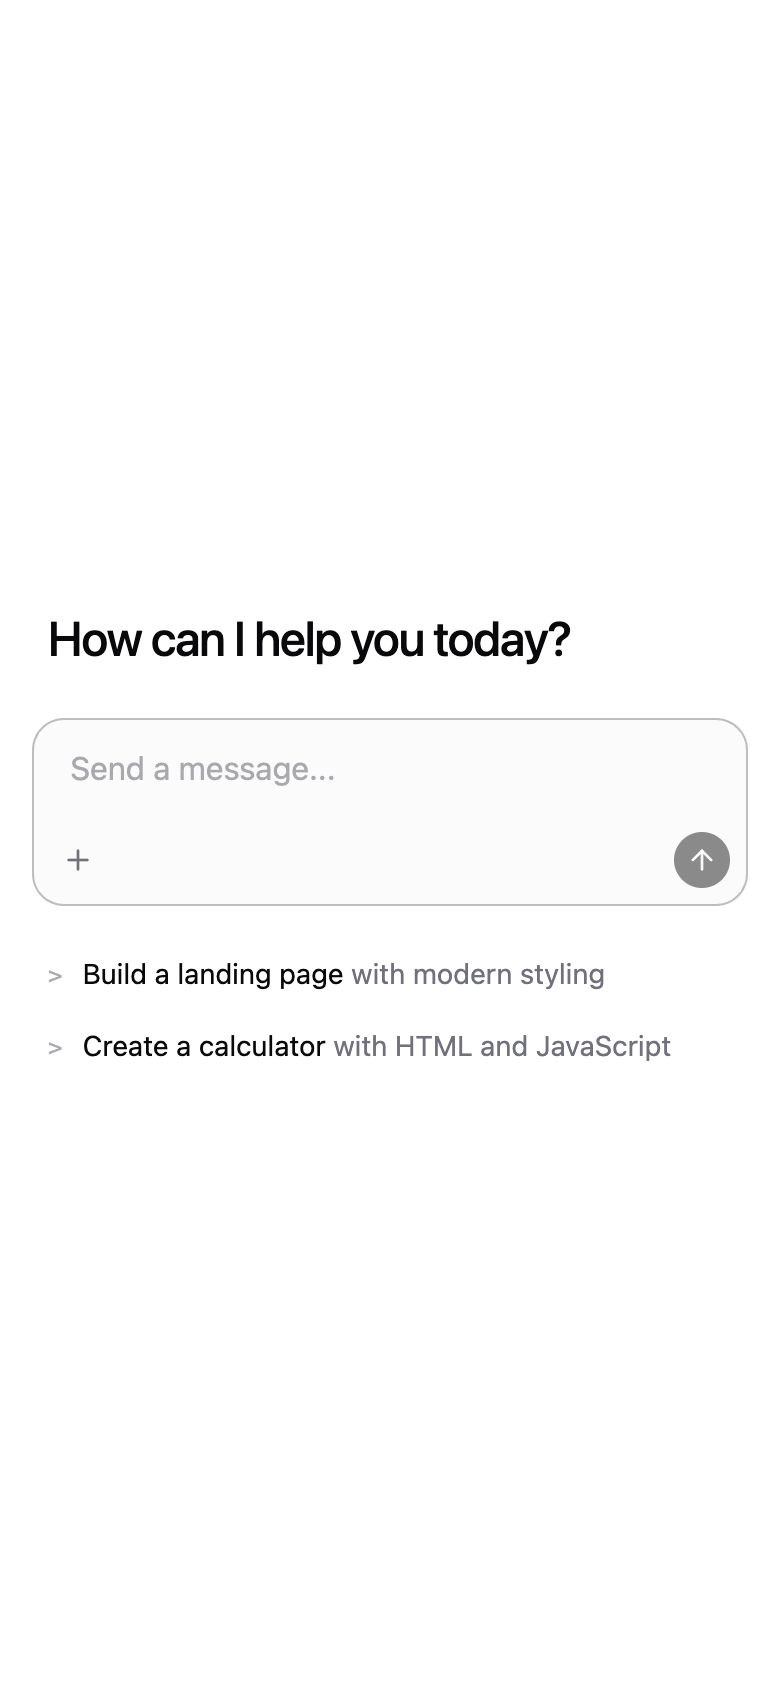 How can I help you today?
Send a message...
> Build a landing page with modern styling
> Create a calculator with HTML and JavaScript